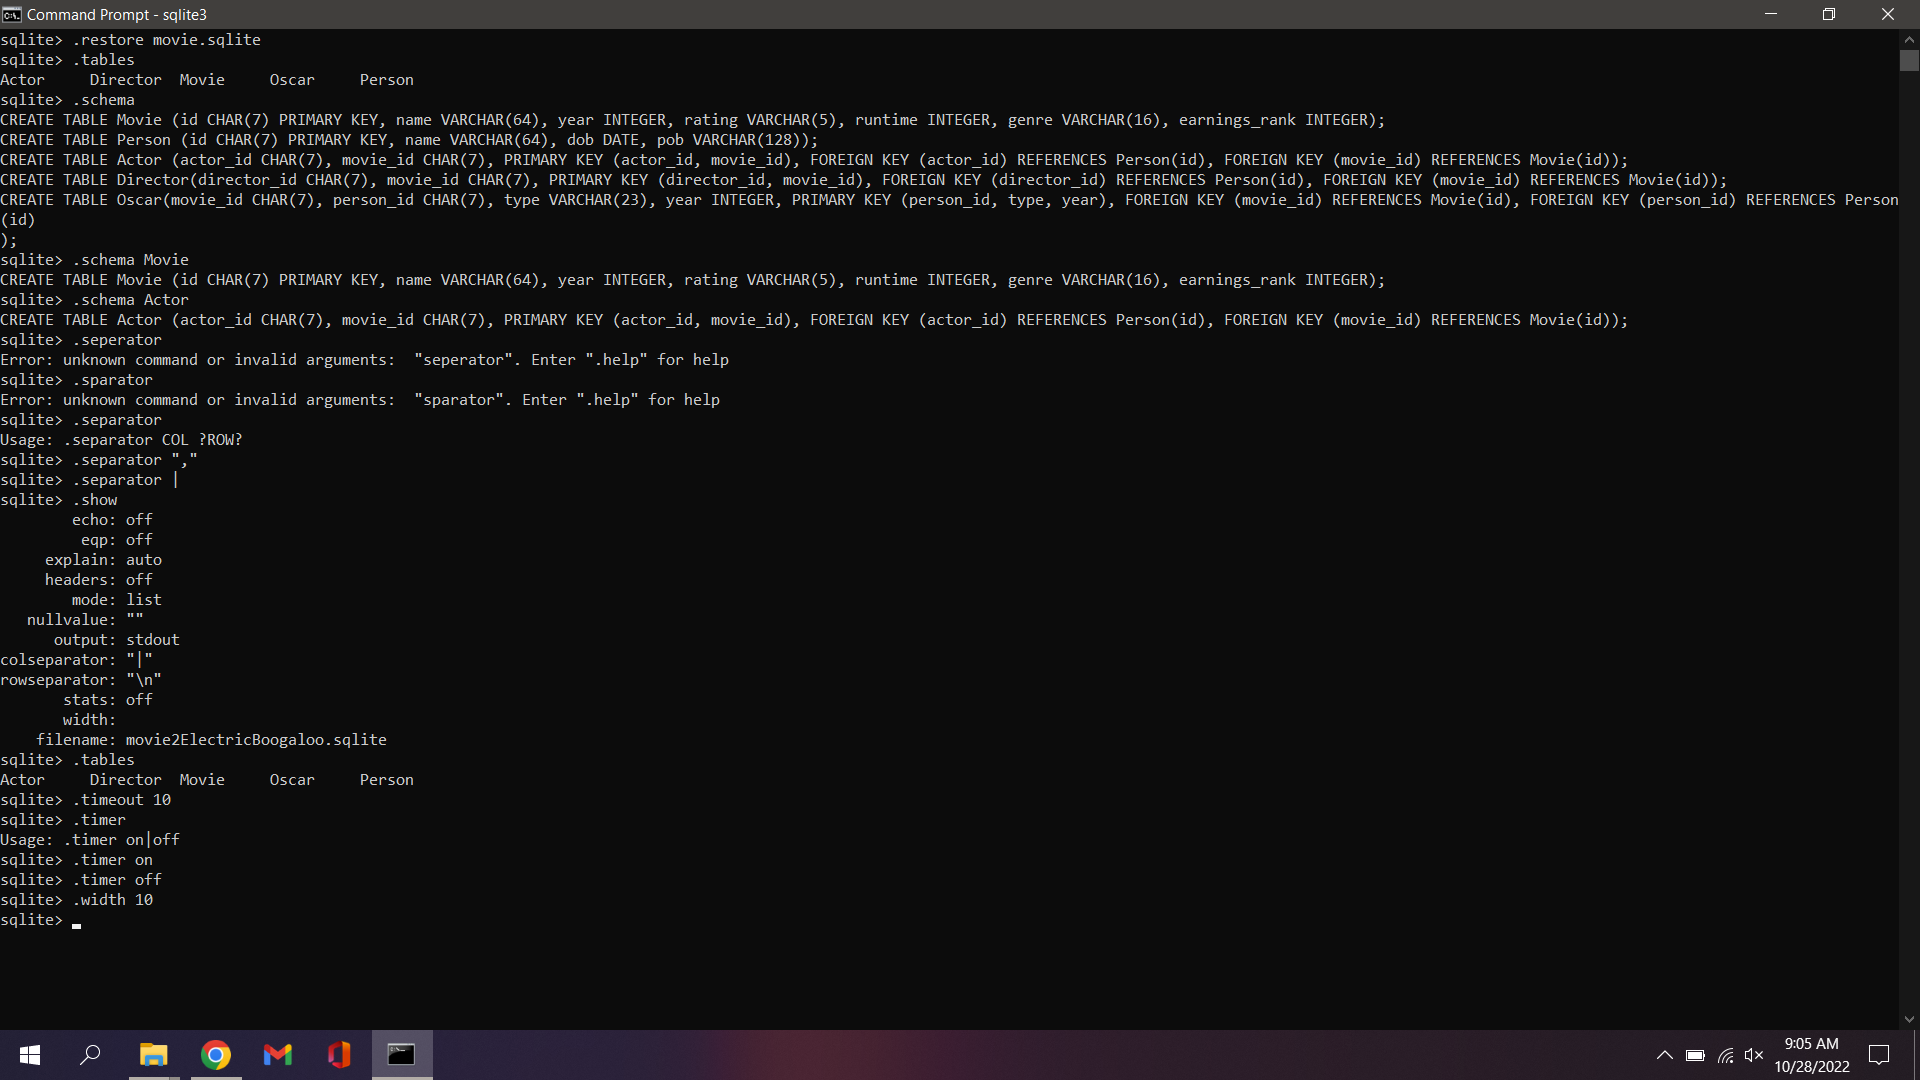 Command Prompt - sqlite3
sqlite> .restore movie.sqlite
sqlite> .tables
Actor     Director  Movie     Oscar     Person
sqlite> .schema
CREATE TABLE Movie (id CHAR(7) PRIMARY KEY, name VARCHAR(64), year INTEGER, rating VARCHAR(5), runtime INTEGER, genre VARCHAR(16), earnings_rank INTEGER);
CREATE TABLE Person (id CHAR(7) PRIMARY KEY, name VARCHAR(64), dob DATE, pob VARCHAR(128));
CREATE TABLE Actor (actor_id CHAR(7), movie_id CHAR(7), PRIMARY KEY (actor_id, movie_id), FOREIGN KEY (actor_id) REFERENCES Person(id), FOREIGN KEY (movie_id) REFERENCES Movie(id));
CREATE TABLE Director(director_id CHAR(7), movie_id CHAR(7), PRIMARY KEY (director_id, movie_id), FOREIGN KEY (director_id) REFERENCES Person(id), FOREIGN KEY (movie_id) REFERENCES Movie(id));
CREATE TABLE Oscar(movie_id CHAR(7), person_id CHAR(7), type VARCHAR(23), year INTEGER, PRIMARY KEY (person_id, type, year), FOREIGN KEY (movie_id) REFERENCES Movie(id), FOREIGN KEY (person_id) REFERENCES Person
(id)
);
sqlite> .schema Movie
CREATE TABLE Movie (id CHAR(7) PRIMARY KEY, name VARCHAR(64), year INTEGER, rating VARCHAR(5), runtime INTEGER, genre VARCHAR(16), earnings_rank INTEGER);
sqlite> .schema Actor
CREATE TABLE Actor (actor_id CHAR(7), movie_id CHAR(7), PRIMARY KEY (actor_id, movie_id), FOREIGN KEY (actor_id) REFERENCES Person(id), FOREIGN KEY (movie_id) REFERENCES Movie(id));
sqlite> .seperator
Error: unknown command or invalid arguments:  "seperator". Enter ".help" for help
sqlite> .sparator
Error: unknown command or invalid arguments:  "sparator". Enter ".help" for help
sqlite> .separator
Usage: .separator COL ?ROW?
sqlite> .separator ","
sqlite> .separator |
sqlite> .show
echo: off
eqp: off
explain: auto
headers: off
mode: list
nullvalue: ""
output: stdout
colseparator: "|"
rowseparator: "\n"
stats: off
width:
filename: movie2ElectricBoogaloo.sqlite
sqlite> .tables
Actor     Director  Movie     Oscar     Person
sqlite> .timeout 10
sqlite> .timer
Usage: .timer on|off
sqlite> .timer on
sqlite> .timer off
sqlite> .width 10
sqlite>
9:05 AM
10/28/2022